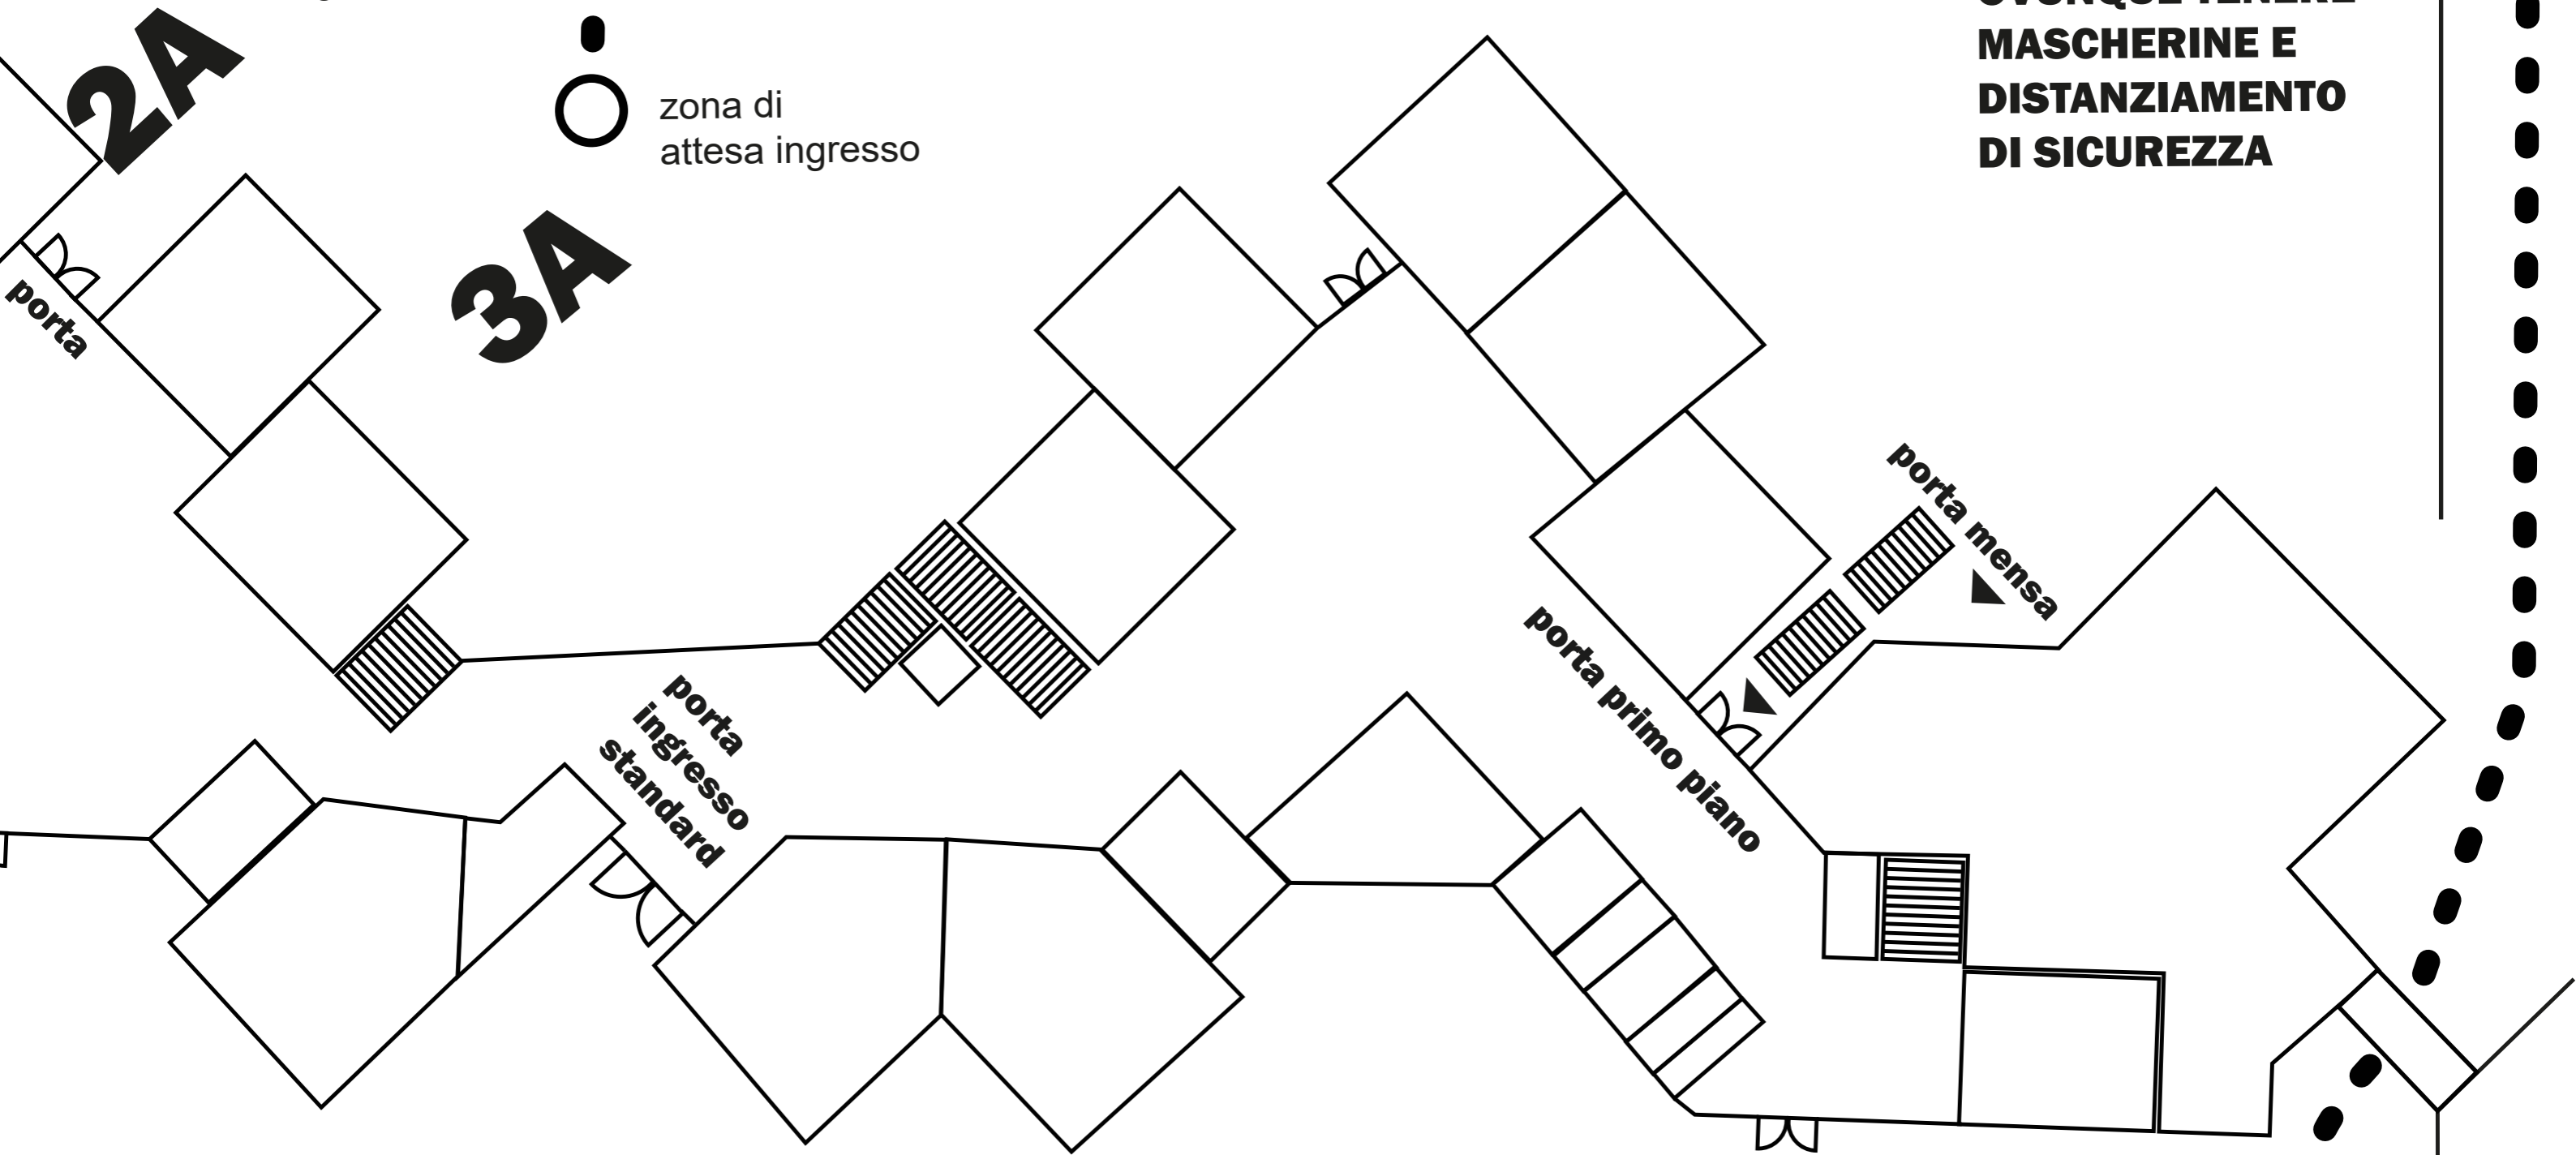 2A
zona di
attesa ingresso
MASCHERINE E
DISTANZIAMENTO
DI SICUREZZA
3A
porta
porta mensa
porta primo piano
porta
ingresso
standard